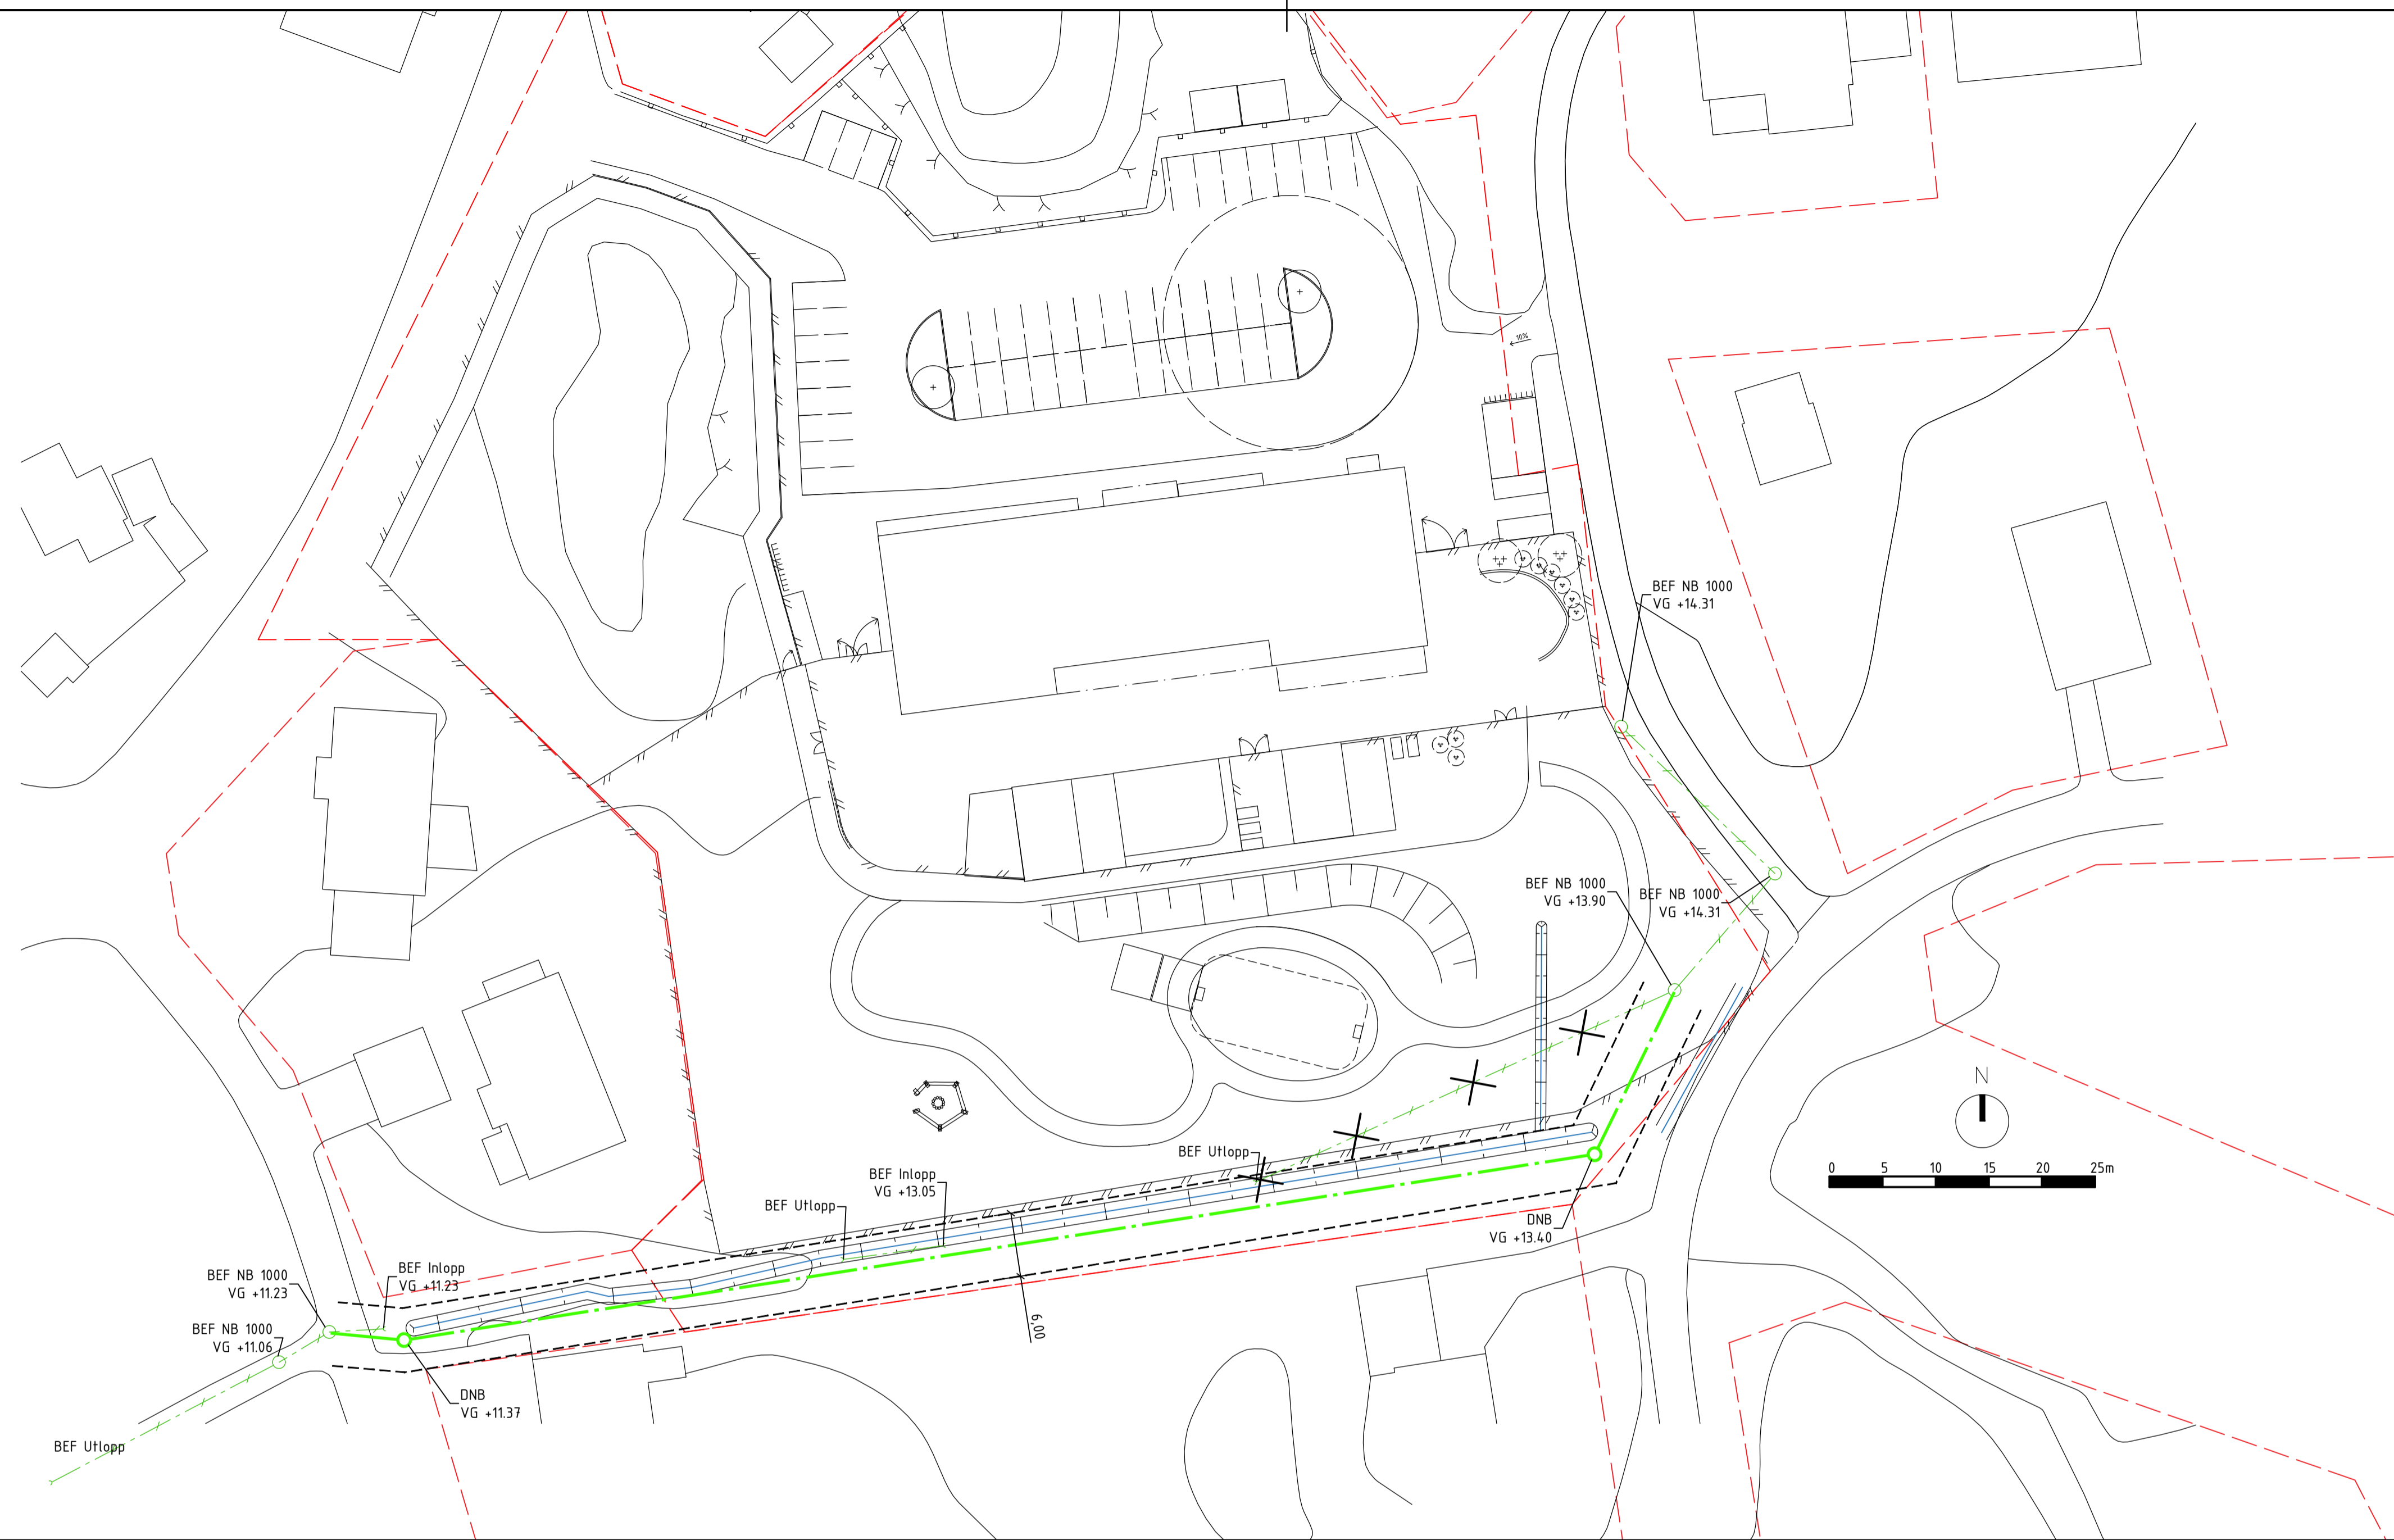 10%
BEF NB 1000
VG +14.31
BEF NB 1000
VG +13.90
BEF NB 1000
VG +14.31
N
0 5 10 15 20 25m
BEF Utlopp
BEF Inlopp
VG +13.05
BEF Utlopp
DNB
VG +13.40
BEF Inlopp
VG +11.23
BEF NB 1000
VG +11.23
BEF NB 1000
VG +11.06
6,00
DNB
VG +11.37
BEF Utlopp